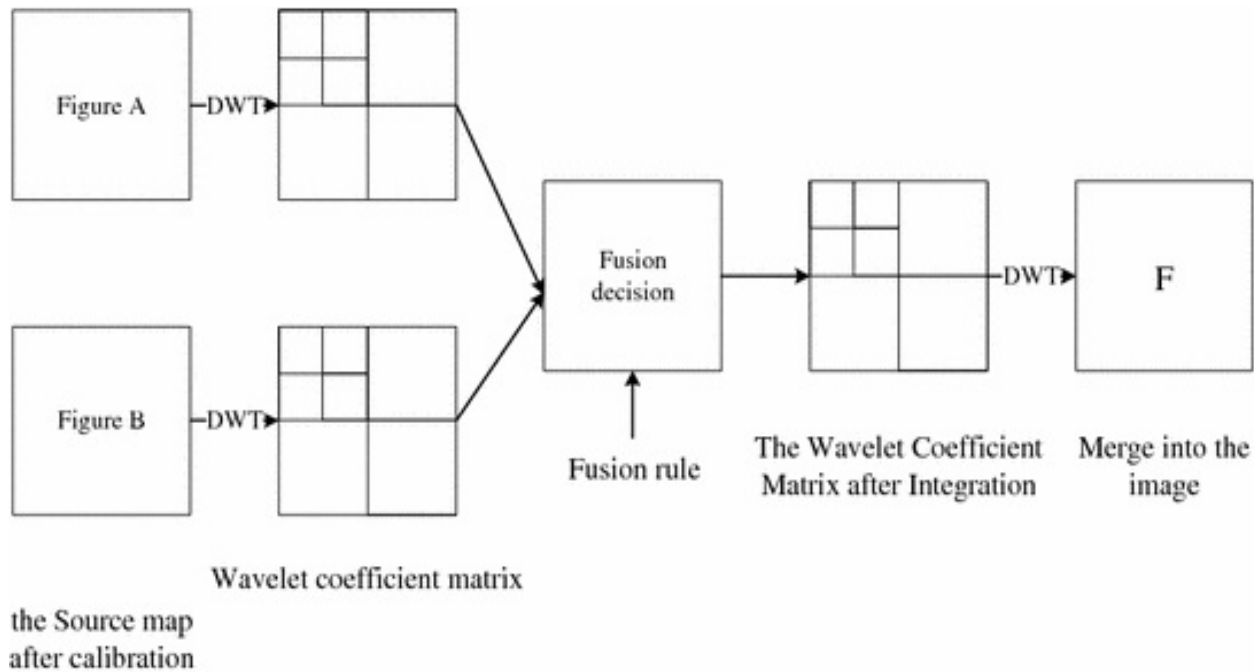 Figure A
DWT
Figure B
DWT
Fusion
decision
Fusion rule
DWT
F
The Wavelet Coefficient
Matrix after Integration
Merge into the
image
Wavelet coefficient matrix
the Source map
after calibration